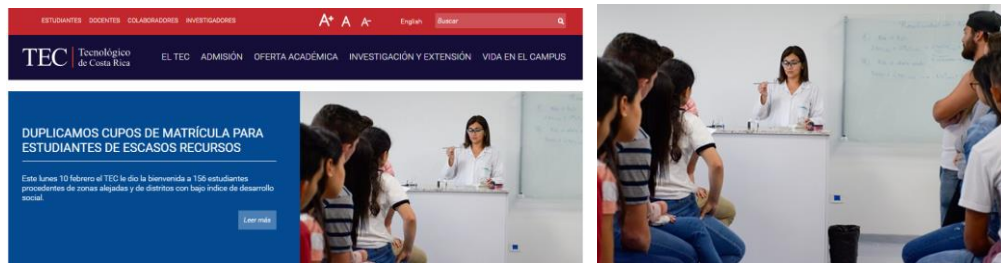 ESTUDIANTES DOCENTES COLABORADORES INVESTIGADORES A+ A A- English Buscar
TEC Tecnológico
de Costa Rica
EL TEC ADMISIÓN OFERTA ACADÉMICA INVESTIGACIÓN Y EXTENSIÓN VIDA EN EL CAMPUS
DUPLICAMOS CUPOS DE MATRÍCULA PARA
ESTUDIANTES DE ESCASOS RECURSOS
Este lunes 10 febrero el TEC le dio la bienvenida a 156 estudiantes
procedentes de zonas alejadas y de distritos con bajo índice de desarrollo
social.
Leer más